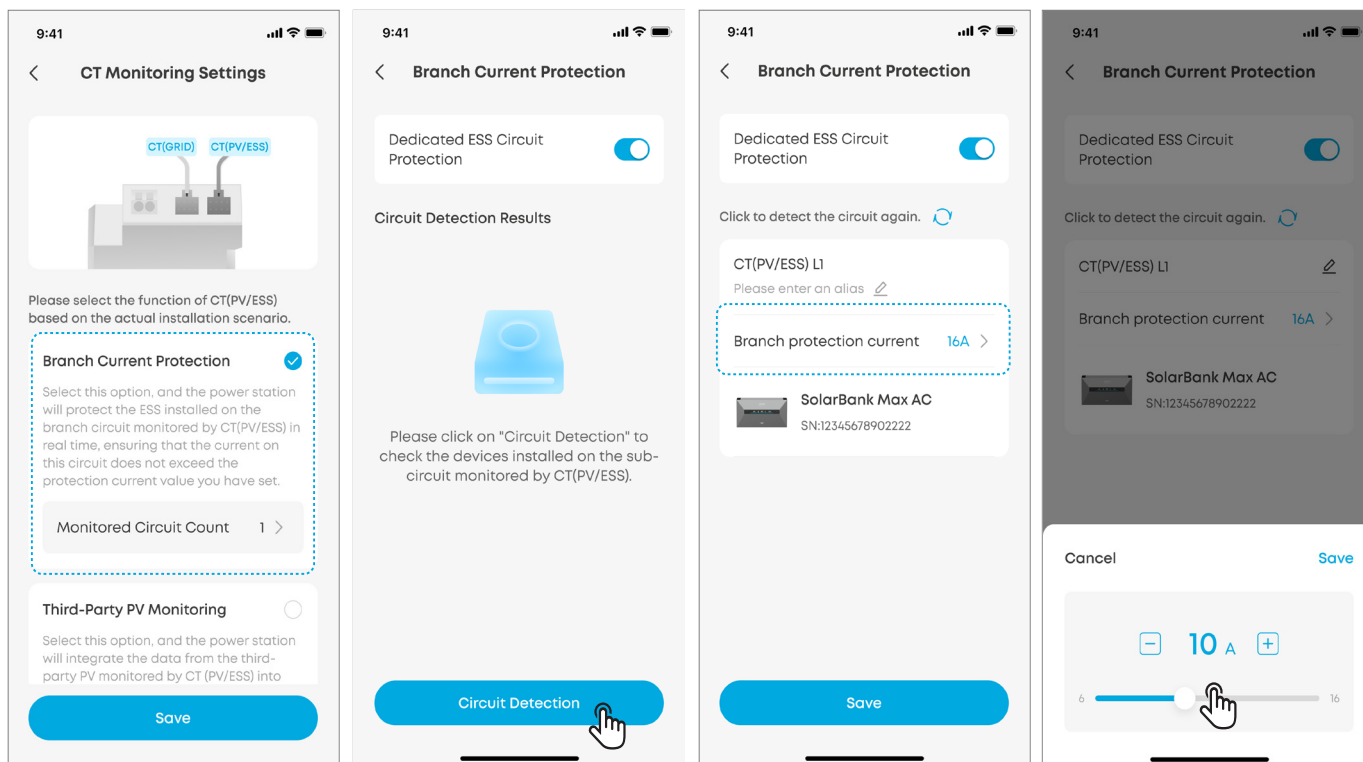 9:41
CT Monitoring Settings
CT(GRID)
CT(PV/ESS)
Please select the function of CT(PV/ESS)
based on the actual installation scenario.
Branch Current Protection
Select this option, and the power station
will protect the ESS installed on the
branch circuit monitored by CT(PV/ESS) in
real time, ensuring that the current on
this circuit does not exceed the
protection current value you have set.
Monitored Circuit Count 1
Third-Party PV Monitoring
Select this option, and the power station
will integrate the data from the third-
party PV monitored by CT (PV/ESS) into
Save
9:41
Branch Current Protection
Dedicated ESS Circuit
Protection
Circuit Detection Results
Please click on "Circuit Detection" to
check the devices installed on the sub-
circuit monitored by CT(PV/ESS).
Circuit Detection
9:41
Branch Current Protection
Dedicated ESS Circuit
Protection
Click to detect the circuit again.
CT(PV/ESS) L1
Please enter an alias
Branch protection current 16A
SolarBank Max AC
SN:12345678902222
Save
9:41
Branch Current Protection
Dedicated ESS Circuit
Protection
Click to detect the circuit again.
CT(PV/ESS) L1
Branch protection current 16A
SolarBank Max AC
SN:12345678902222
Cancel
Save
10 A
6
16